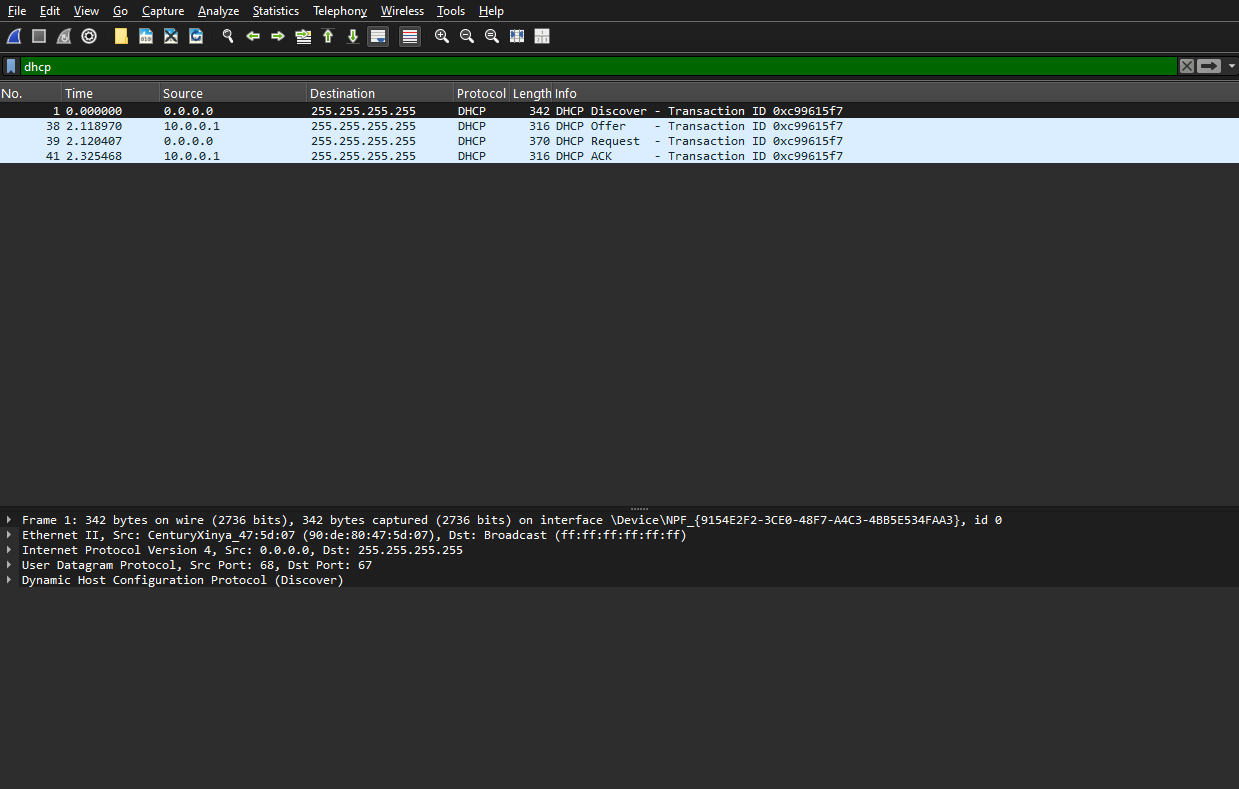 File Edit View Go Capture Analyze Statistics Telephony Wireless Tools Help
dhcp
No. Time Source Destination Protocol Length Info
1 0.000000 0.0.0.0 255.255.255.255 DHCP 342 DHCP Discover - Transaction ID 0xc99615f7
38 2.118970 10.0.0.1 255.255.255.255 DHCP 316 DHCP Offer - Transaction ID 0xc99615f7
39 2.120407 0.0.0.0 255.255.255.255 DHCP 370 DHCP Request - Transaction ID 0xc99615f7
41 2.325468 10.0.0.1 255.255.255.255 DHCP 316 DHCP ACK - Transaction ID 0xc99615f7
Frame 1: 342 bytes on wire (2736 bits), 342 bytes captured (2736 bits) on interface \Device\NPF_{9154E2F2-3CE0-48F7-A4C3-4BB5E534FAA3}, id 0
Ethernet II, Src: CenturyXinya_47:5d:07 (90:de:80:47:5d:07), Dst: Broadcast (ff:ff:ff:ff:ff:ff)
Internet Protocol Version 4, Src: 0.0.0.0, Dst: 255.255.255.255
User Datagram Protocol, Src Port: 68, Dst Port: 67
Dynamic Host Configuration Protocol (Discover)